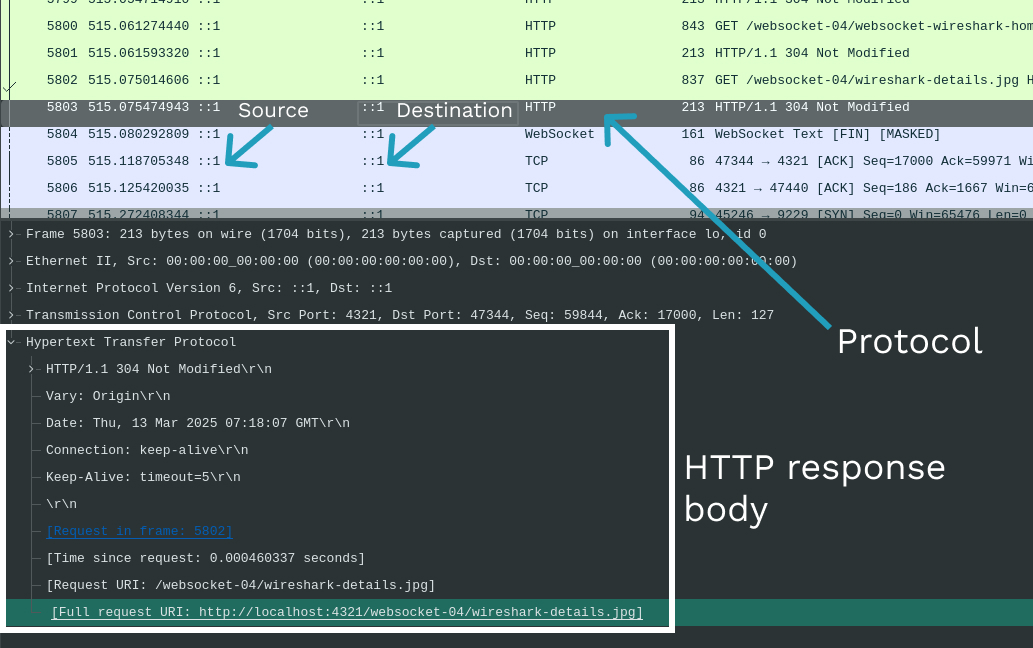 5799 515.054714910 ::1 ::1 HTTP 213 HTTP/1.1 304 Not Modified
5800 515.061274440 ::1 ::1 HTTP 843 GET /websocket-04/websocket-wireshark-hom
5801 515.061593320 ::1 ::1 HTTP 213 HTTP/1.1 304 Not Modified
5802 515.075014606 ::1 ::1 HTTP 837 GET /websocket-04/wireshark-details.jpg H
5803 515.075474943 ::1 ::1 HTTP 213 HTTP/1.1 304 Not Modified
Source Destination
5804 515.080292809 ::1 ::1 WebSocket 161 WebSocket Text [FIN] [MASKED]
5805 515.118705348 ::1 ::1 TCP 86 47344 → 4321 [ACK] Seq=17000 Ack=59971 Wi
5806 515.125420035 ::1 ::1 TCP 86 4321 → 47440 [ACK] Seq=186 Ack=1667 Win=6
5807 515.272408344 ::1 ::1 TCP 94 45246 → 9229 [SYN] Seq=0 Win=65476 Len=0
Frame 5803: 213 bytes on wire (1704 bits), 213 bytes captured (1704 bits) on interface lo, id 0
Ethernet II, Src: 00:00:00_00:00:00 (00:00:00:00:00:00), Dst: 00:00:00_00:00:00 (00:00:00:00:00:00)
Internet Protocol Version 6, Src: ::1, Dst: ::1
Transmission Control Protocol, Src Port: 4321, Dst Port: 47344, Seq: 59844, Ack: 17000, Len: 127
Protocol
Hypertext Transfer Protocol
HTTP/1.1 304 Not Modified\r\n
Vary: Origin\r\n
Date: Thu, 13 Mar 2025 07:18:07 GMT\r\n
Connection: keep-alive\r\n
Keep-Alive: timeout=5\r\n
\r\n
[Request in frame: 5802]
[Time since request: 0.000460337 seconds]
[Request URI: /websocket-04/wireshark-details.jpg]
[Full request URI: http://localhost:4321/websocket-04/wireshark-details.jpg]
HTTP response
body